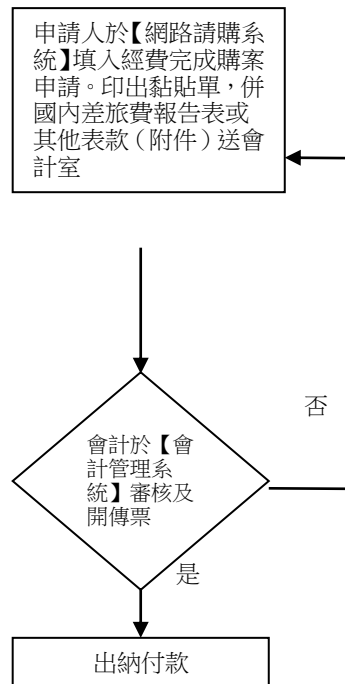 申請人於【網路請購系
統】填入經費完成購案
申請。印出黏貼單，併
國內差旅費報告表或
其他表款（附件）送會
計室
否
會計於【會
計管理系
統】審核及
開傳票
是
出納付款